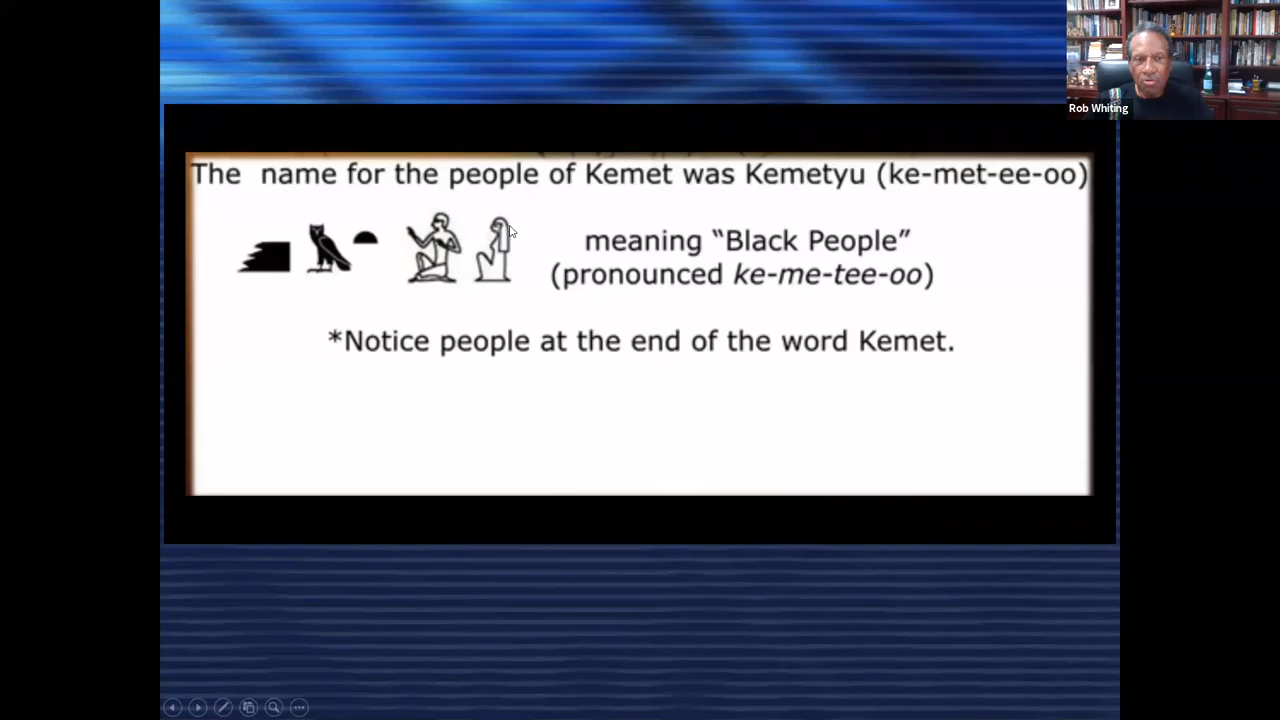 Rob Whiting
The name for the people of Kemet was Kemetyu (ke-met-ee-oo)
𓆎𓅓𓏏𓀀𓁐 meaning “Black People”
(pronounced ke-me-tee-oo)
*Notice people at the end of the word Kemet.